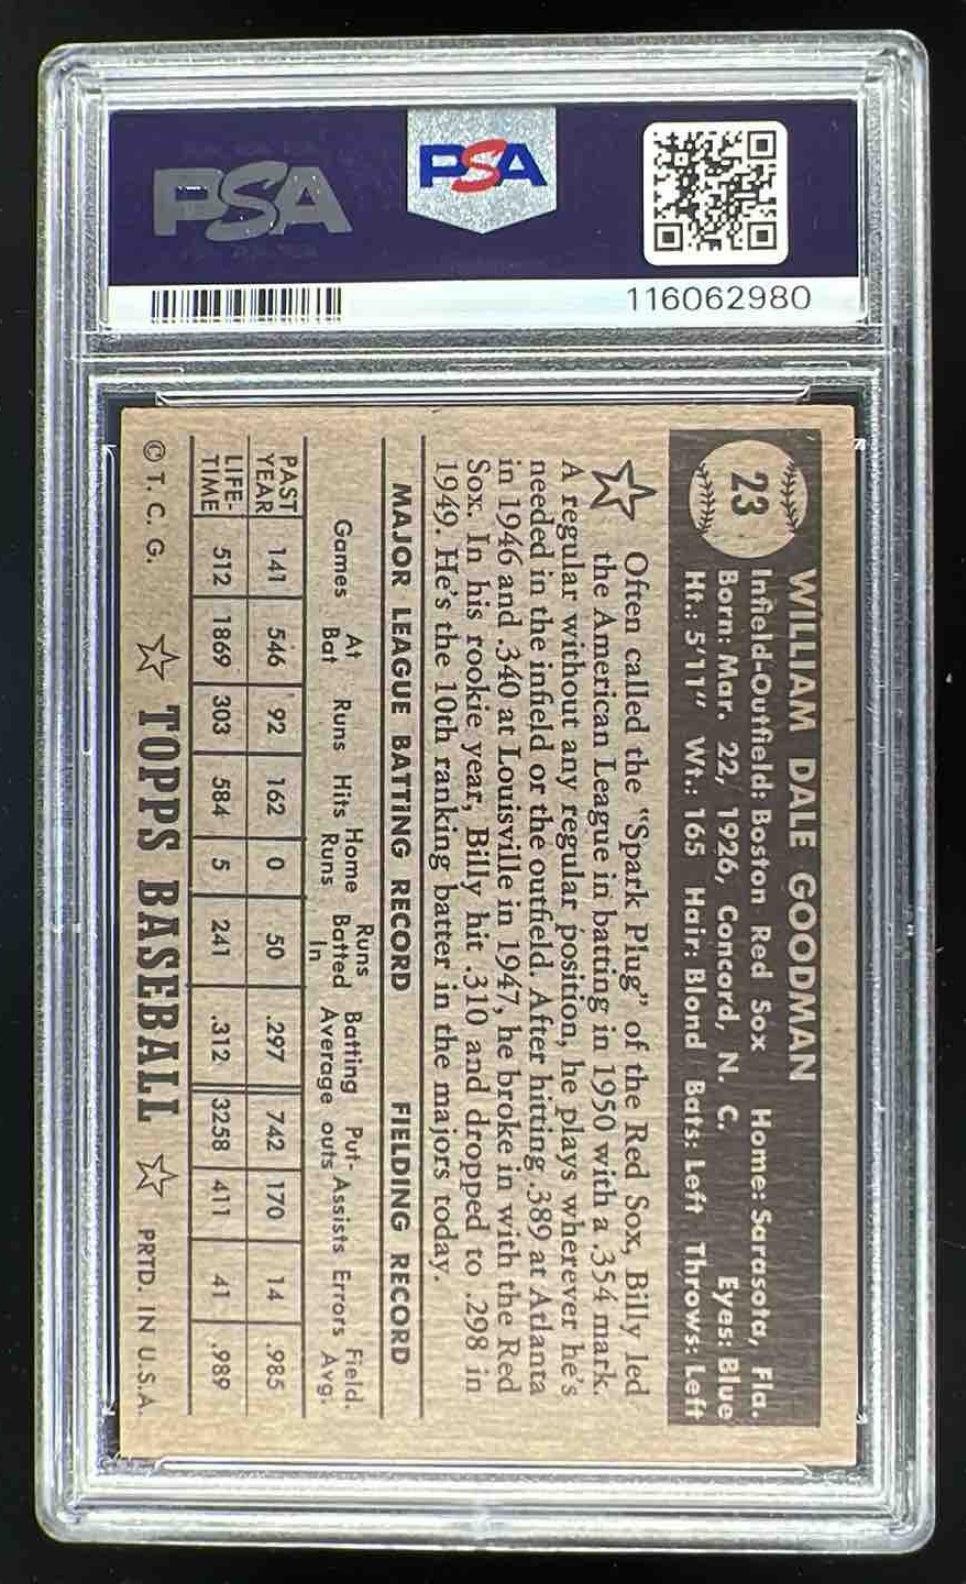 PSA
PSA
116062980
23
WILLIAM DALE GOODMAN
Infield-Outfield: Boston Red Sox Home: Sarasota, Fla.
Born: Mar. 22, 1926, Concord, N. C. Eyes: Blue
Ht.: 5'11" Wt.: 165 Hair: Blond Bats: Left Throws: Left
☆ Often called the "Spark Plug" of the Red Sox, Billy led
the American League in batting in 1950 with a .354 mark.
A regular without any regular position, he plays wherever he's
needed in the infield or the outfield. After hitting .389 at Atlanta
in 1946 and .340 at Louisville in 1947, he broke in with the Red
Sox. In his rookie year, Billy hit .310 and dropped to .298 in
1949. He's the 10th ranking batter in the majors today.
MAJOR LEAGUE BATTING RECORD FIELDING RECORD
Games At Bat Runs Hits Home Runs Runs Batted In Batting Average Put-outs Assists Errors Field. Avg.
PAST YEAR 141 546 92 162 0 50 .297 742 170 14 .985
LIFE-TIME 512 1869 303 584 5 241 .312 3258 411 41 .989
© T. C. G. ☆ TOPPS BASEBALL ☆ PRTD. IN U.S.A.